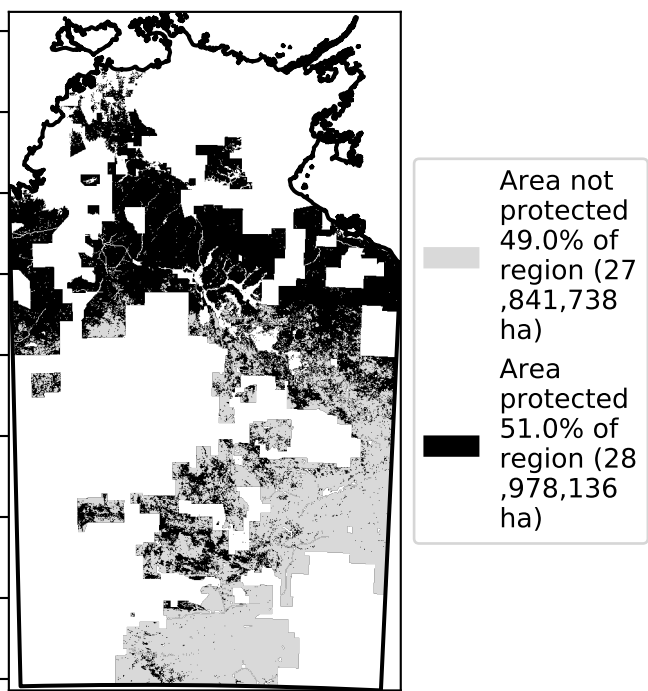 Area not
protected
49.0% of
region (27
,841,738
ha)
Area
protected
51.0% of
region (28
,978,136
ha)